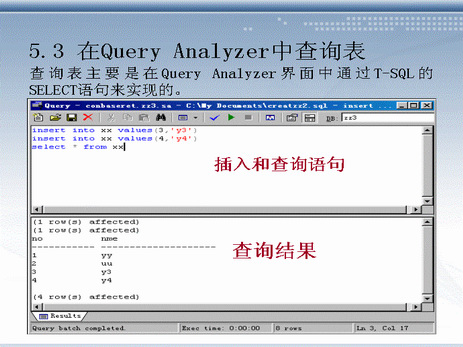 5.3 在Query Analyzer中查询表
查询表主要是在Query Analyzer界面中通过T-SQL的
SELECT语句来实现的。
Query - conbaseret.zz3.sa - C:\My Documents\creatzz2.sql - insert ...
DB: zz3
insert into xx values(3,'y3')
insert into xx values(4,'y4')
select * from xx
插入和查询语句
(1 row(s) affected)
(1 row(s) affected)
no nme
----------- --------------------
1 yy
2 uu
3 y3
4 y4
查询结果
(4 row(s) affected)
Results
Query batch completed. Exec time: 0:00:00 8 rows Ln 3, Col 17